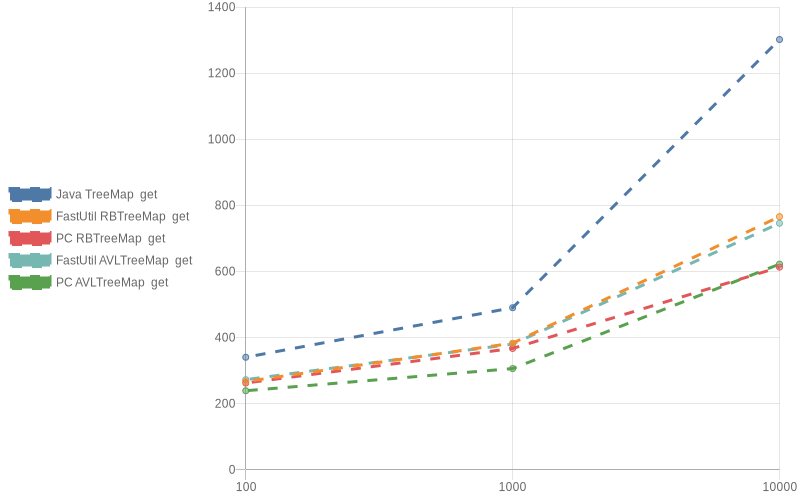 1400
1200
1000
800
600
400
200
0
Java TreeMap get
FastUtil RBTreeMap get
PC RBTreeMap get
FastUtil AVLTreeMap get
PC AVLTreeMap get
100
1000
10000